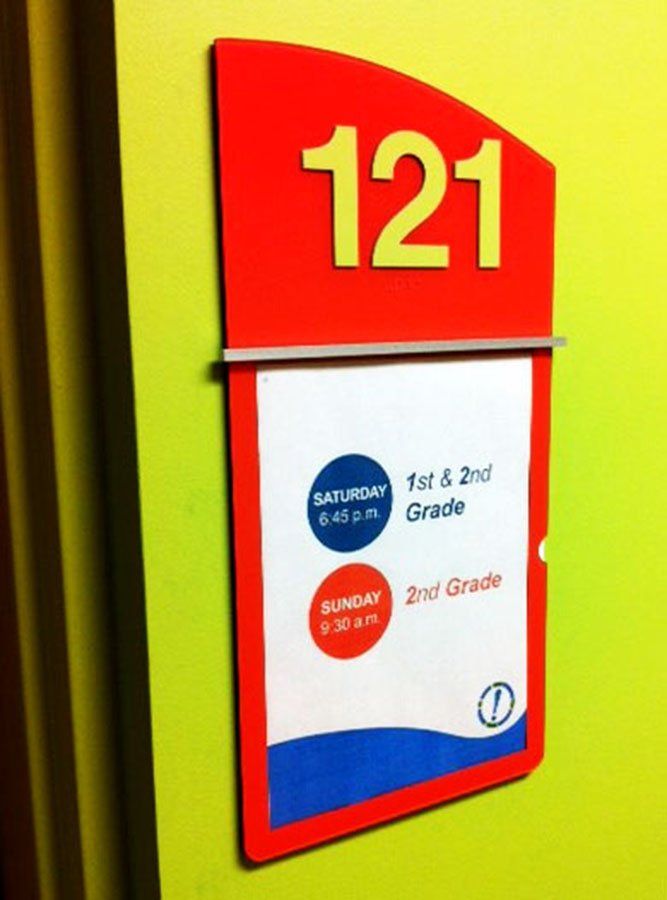 121
SATURDAY
6:45 p.m.
1st & 2nd
Grade
SUNDAY
9:30 a.m.
2nd Grade
!